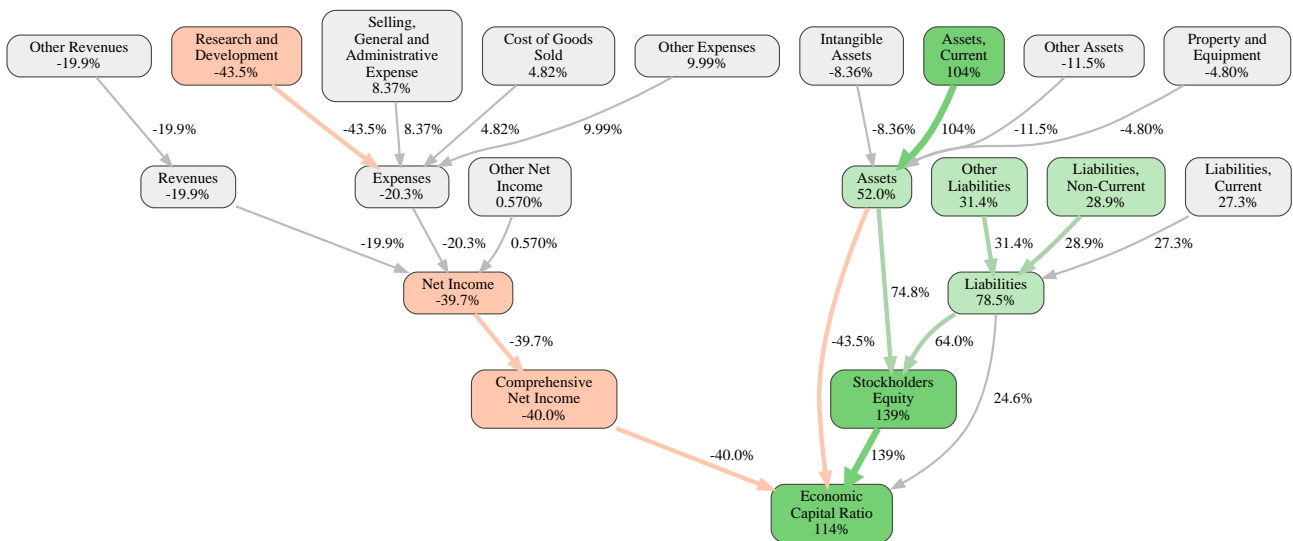 Other Revenues
-19.9%
Research and
Development
-43.5%
Selling,
General and
Administrative
Expense
8.37%
Cost of Goods
Sold
4.82%
Other Expenses
9.99%
Intangible
Assets
-8.36%
Assets,
Current
104%
Other Assets
-11.5%
Property and
Equipment
-4.80%
-19.9%
-43.5%
8.37%
4.82%
9.99%
-8.36%
104%
-11.5%
-4.80%
Revenues
-19.9%
Expenses
-20.3%
Other Net
Income
0.570%
Assets
52.0%
Other
Liabilities
31.4%
Liabilities,
Non-Current
28.9%
Liabilities,
Current
27.3%
-19.9%
-20.3%
0.570%
31.4%
28.9%
27.3%
Net Income
-39.7%
74.8%
Liabilities
78.5%
-39.7%
-43.5%
64.0%
Comprehensive
Net Income
-40.0%
Stockholders
Equity
139%
24.6%
-40.0%
139%
Economic
Capital Ratio
114%